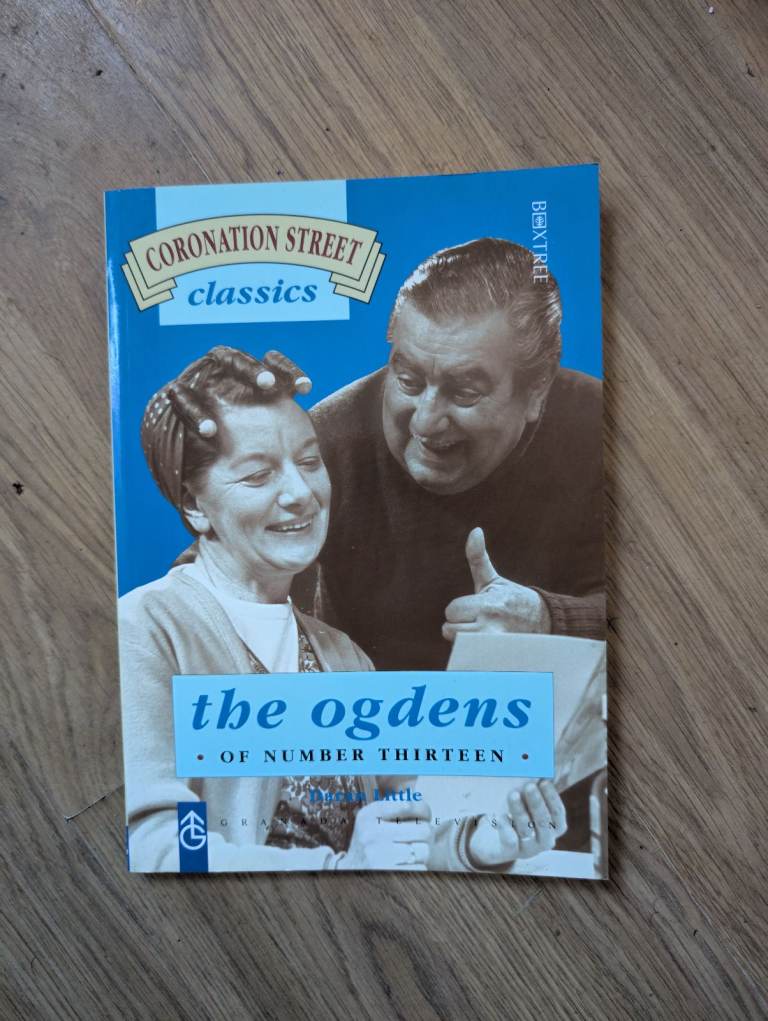 BOXTREE
CORONATION STREET
classics
the ogdens
• OF NUMBER THIRTEEN •
Daran Little
GRANADA TELEVISION
G